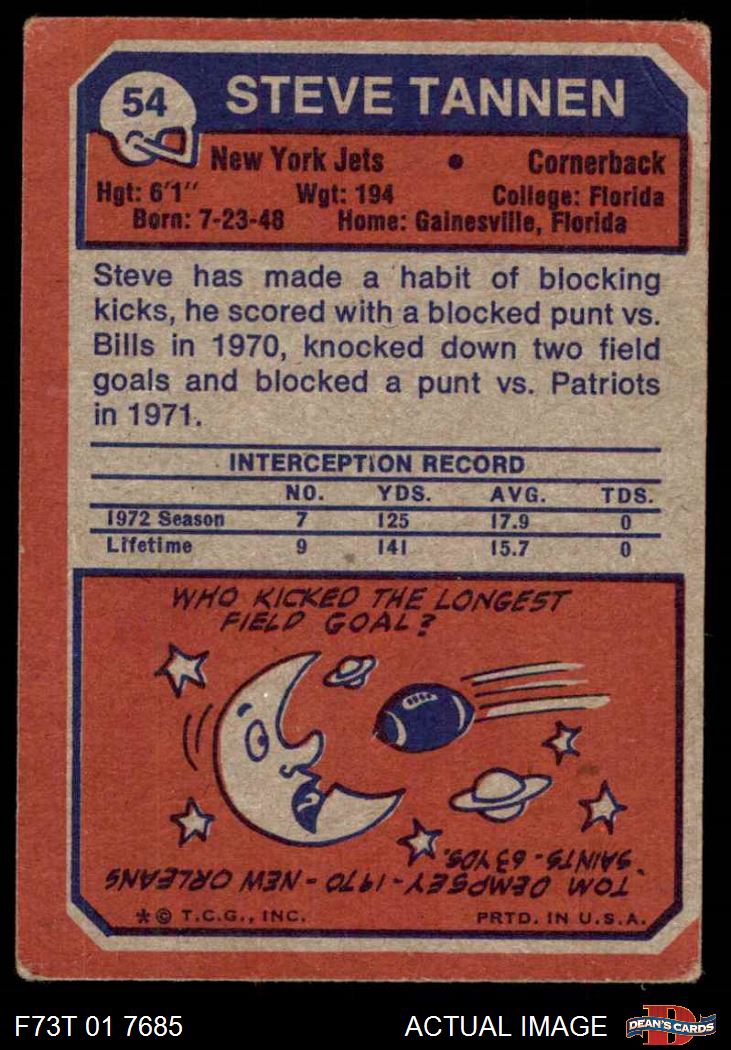 54
STEVE TANNEN
New York Jets • Cornerback
Hgt: 6'1" Wgt: 194 College: Florida
Born: 7-23-48 Home: Gainesville, Florida
Steve has made a habit of blocking
kicks, he scored with a blocked punt vs.
Bills in 1970, knocked down two field
goals and blocked a punt vs. Patriots
in 1971.
INTERCEPTION RECORD
NO. YDS. AVG. TDS.
1972 Season 7 125 17.9 0
Lifetime 9 141 15.7 0
WHO KICKED THE LONGEST
FIELD GOAL?
TOM DEMPSEY-1970-NEW ORLEANS
SAINTS-63 YDS.
*© T.C.G., INC. PRTD. IN U.S.A.
F73T 01 7685 ACTUAL IMAGE
D DEAN'S CARDS